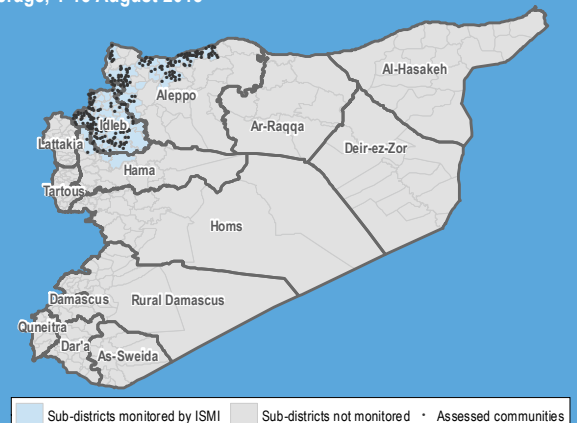 Al-Hasakeh
Aleppo
Ar-Raqqa
Idleb
Lattakia
Deir-ez-Zor
Hama
Tartous
Homs
Damascus
Rural Damascus
Quneitra
Dar'a
As-Sweida
Sub-districts monitored by ISMI
Sub-districts not monitored
Assessed communities